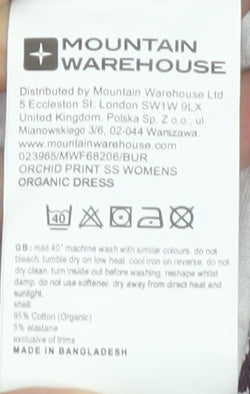 MOUNTAIN
WAREHOUSE
Distributed by Mountain Warehouse Ltd.
5 Eccleston St. London SW1W 9LX
United Kingdom. Polska Sp. Z o.o., ul.
Mianowskiego 3/6, 02-044 Warszawa.
www.mountainwarehouse.com
023965/MWF68206/BUR
ORCHID PRINT SS WOMENS
ORGANIC DRESS
40
GB: mild 40° machine wash with similar colours. do not
bleach. tumble dry on low heat. cool iron on reverse. do not
dry clean. turn inside out before washing. reshape whilst
damp. do not use softener. dry away from direct heat and
sunlight.
shell:
95% Cotton (Organic)
5% elastane
exclusive of trims
MADE IN BANGLADESH